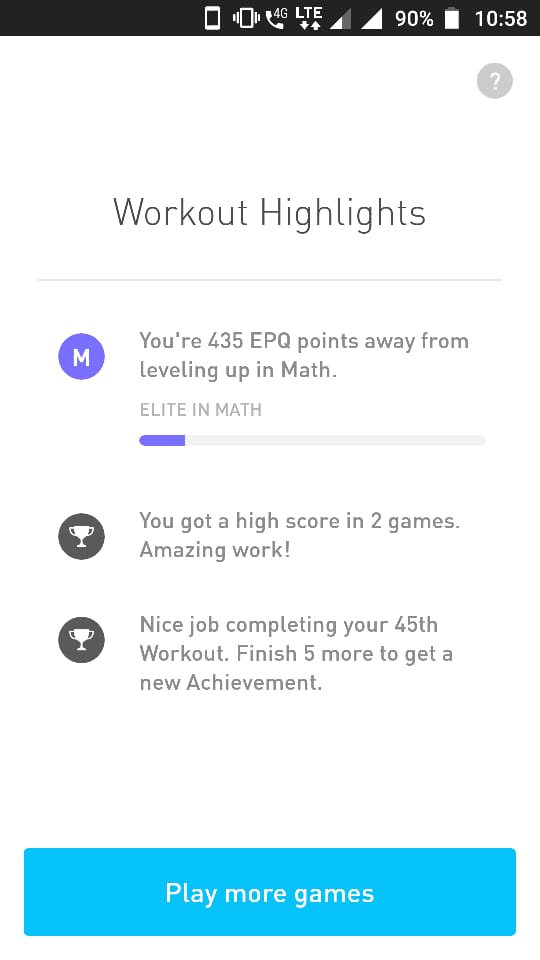 4G LTE 90% 10:58
?
Workout Highlights
M
You're 435 EPQ points away from
leveling up in Math.
ELITE IN MATH
You got a high score in 2 games.
Amazing work!
Nice job completing your 45th
Workout. Finish 5 more to get a
new Achievement.
Play more games